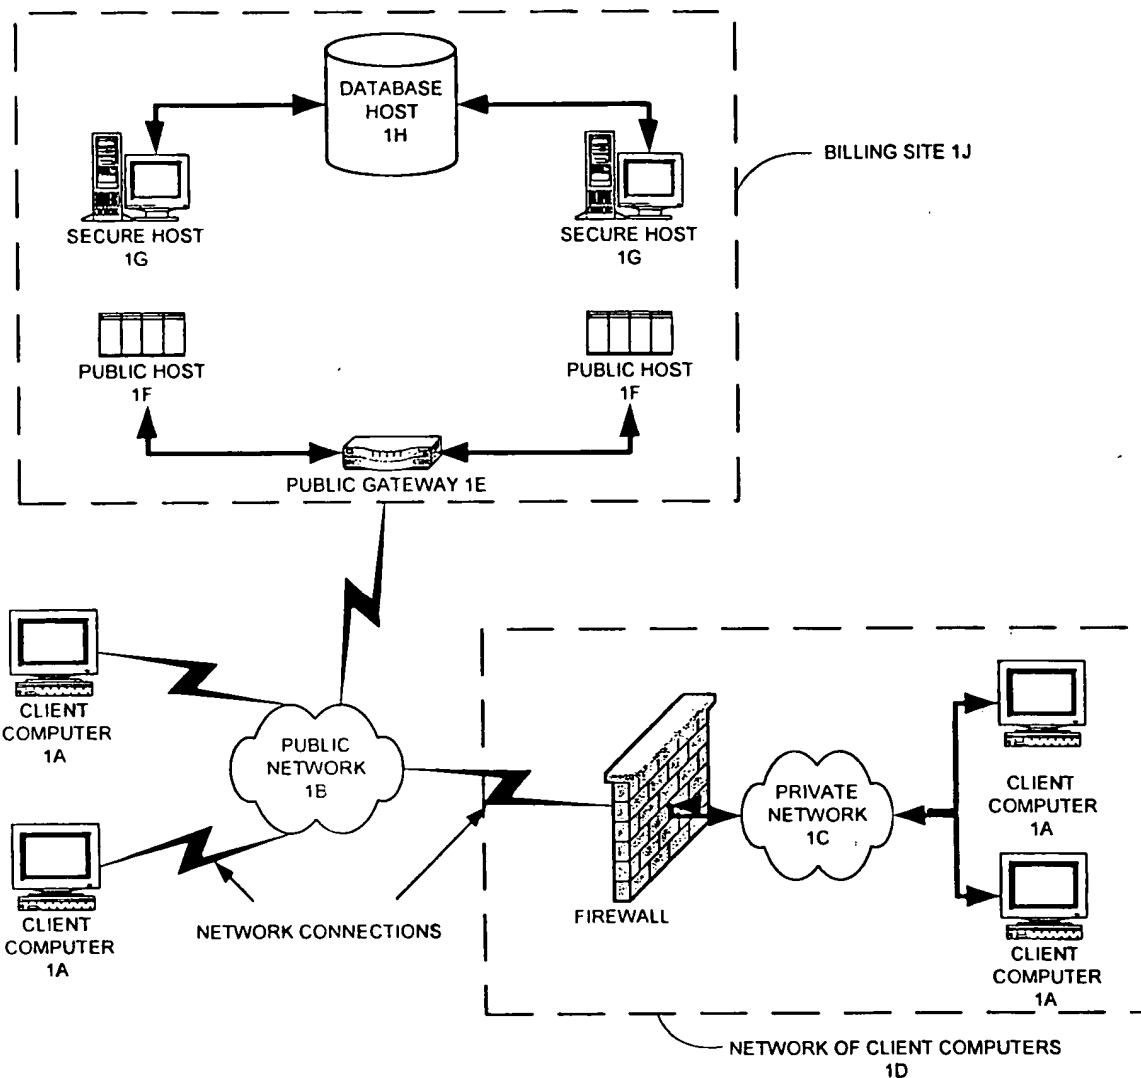 DATABASE
HOST
1H
BILLING SITE 1J
SECURE HOST
1G
SECURE HOST
1G
PUBLIC HOST
1F
PUBLIC HOST
1F
PUBLIC GATEWAY 1E
CLIENT
COMPUTER
1A
PUBLIC
NETWORK
1B
PRIVATE
NETWORK
1C
CLIENT
COMPUTER
1A
CLIENT
COMPUTER
1A
NETWORK CONNECTIONS
FIREWALL
CLIENT
COMPUTER
1A
NETWORK OF CLIENT COMPUTERS
1D